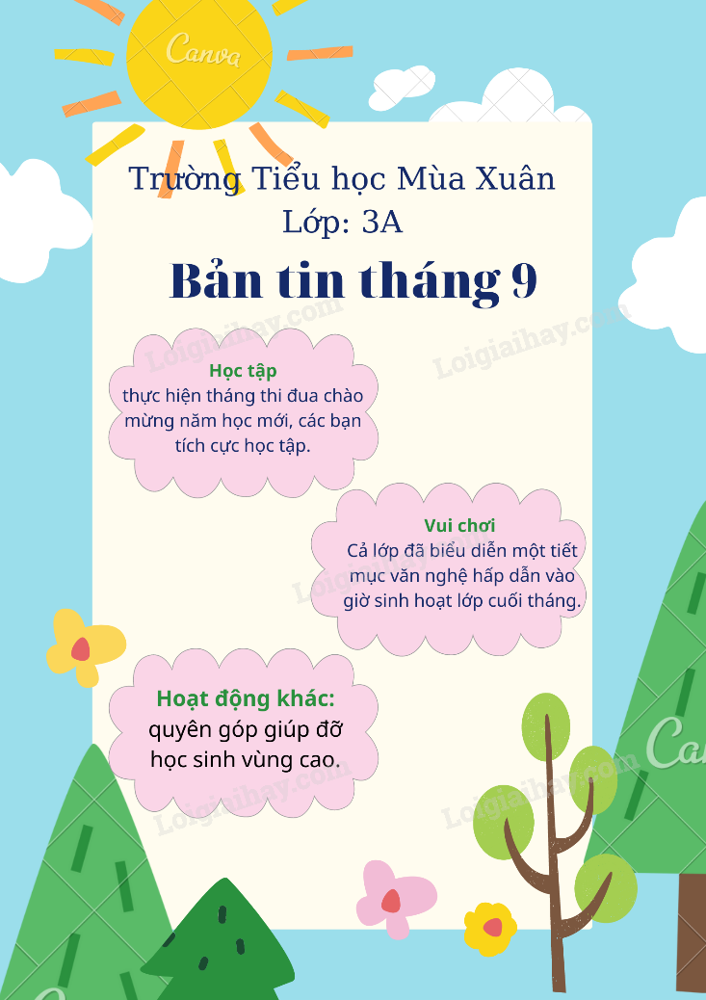 Canva
Trường Tiểu học Mùa Xuân
Lớp: 3A
Bản tin tháng 9
Loigiaihay.com
Loigiaihay.com
Học tập
thực hiện tháng thi đua chào
mừng năm học mới, các bạn
tích cực học tập.
Vui chơi
Cả lớp đã biểu diễn một tiết
mục văn nghệ hấp dẫn vào
giờ sinh hoạt lớp cuối tháng.
Loigiaihay.com
Hoạt động khác:
quyên góp giúp đỡ
học sinh vùng cao.
Can
Loigiaihay.com
Loigiaihay.com